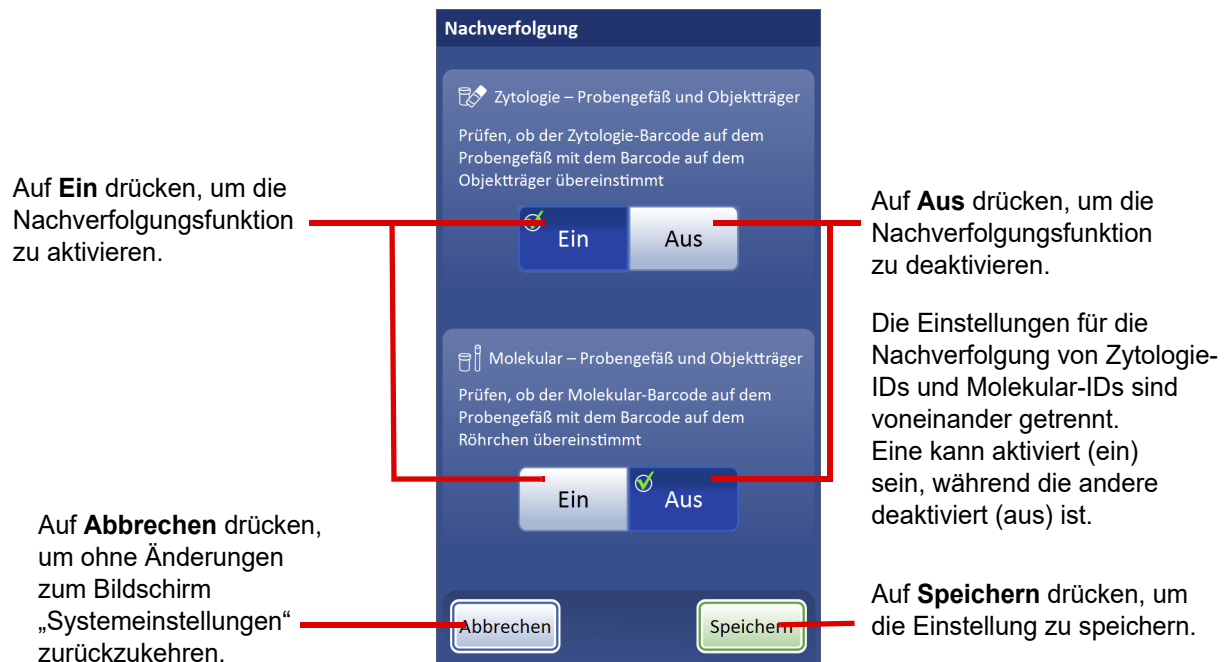 Nachverfolgung
Zytologie – Probengefäß und Objektträger
Prüfen, ob der Zytologie-Barcode auf dem
Probengefäß mit dem Barcode auf dem
Objektträger übereinstimmt
Ein
Aus
Molekular – Probengefäß und Objektträger
Prüfen, ob der Molekular-Barcode auf dem
Probengefäß mit dem Barcode auf dem
Röhrchen übereinstimmt
Ein
Aus
Abbrechen
Speichern
Auf Ein drücken, um die
Nachverfolgungsfunktion
zu aktivieren.
Auf Abbrechen drücken,
um ohne Änderungen
zum Bildschirm
„Systemeinstellungen“
zurückzukehren.
Auf Aus drücken, um die
Nachverfolgungsfunktion
zu deaktivieren.
Die Einstellungen für die
Nachverfolgung von Zytologie-
IDs und Molekular-IDs sind
voneinander getrennt.
Eine kann aktiviert (ein)
sein, während die andere
deaktiviert (aus) ist.
Auf Speichern drücken, um
die Einstellung zu speichern.